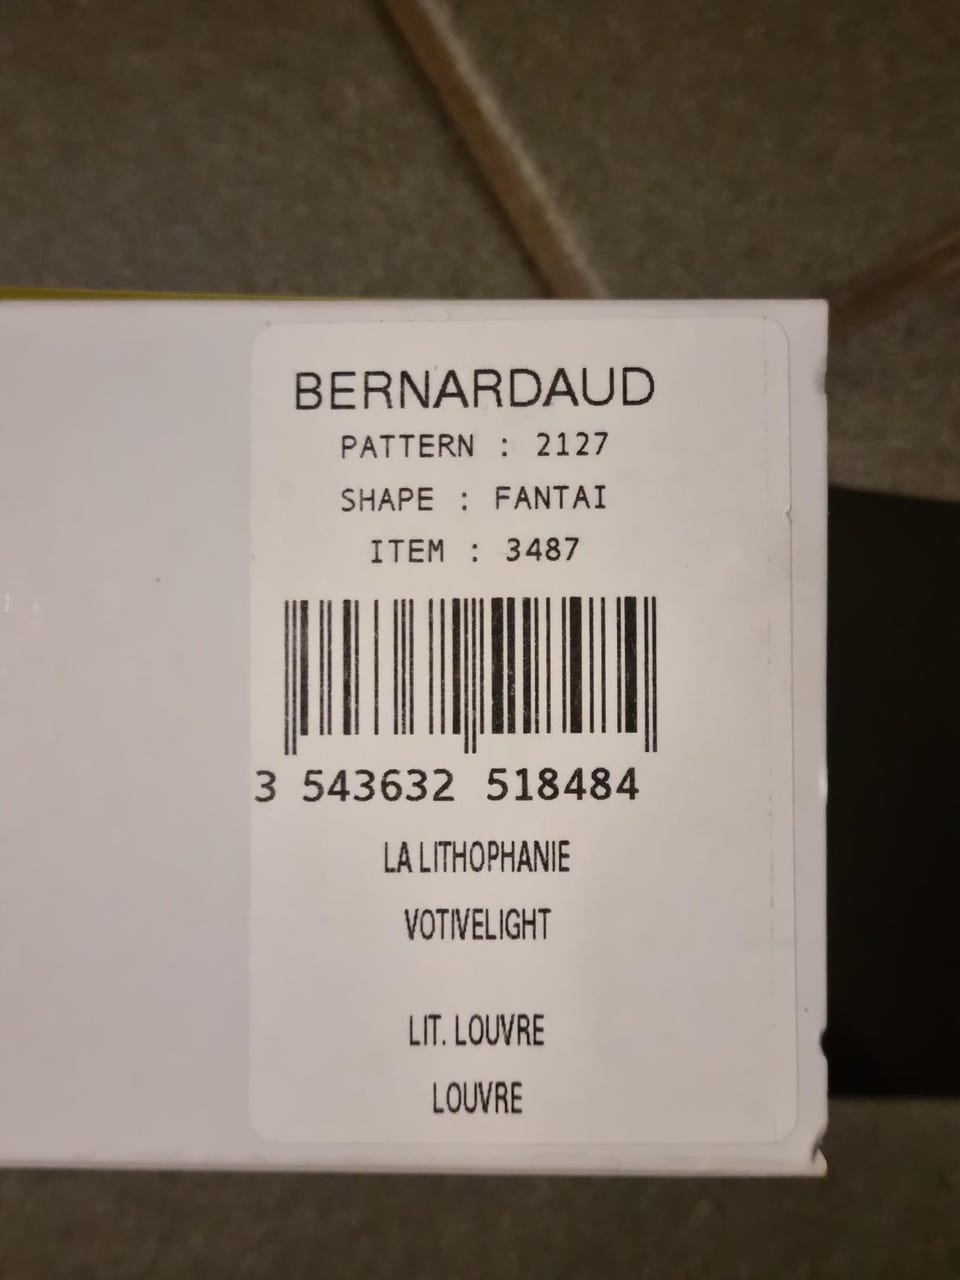 BERNARDAUD
PATTERN : 2127
SHAPE : FANTAI
ITEM : 3487
3 543632 518484
LA LITHOPHANIE
VOTIVELIGHT
LIT. LOUVRE
LOUVRE